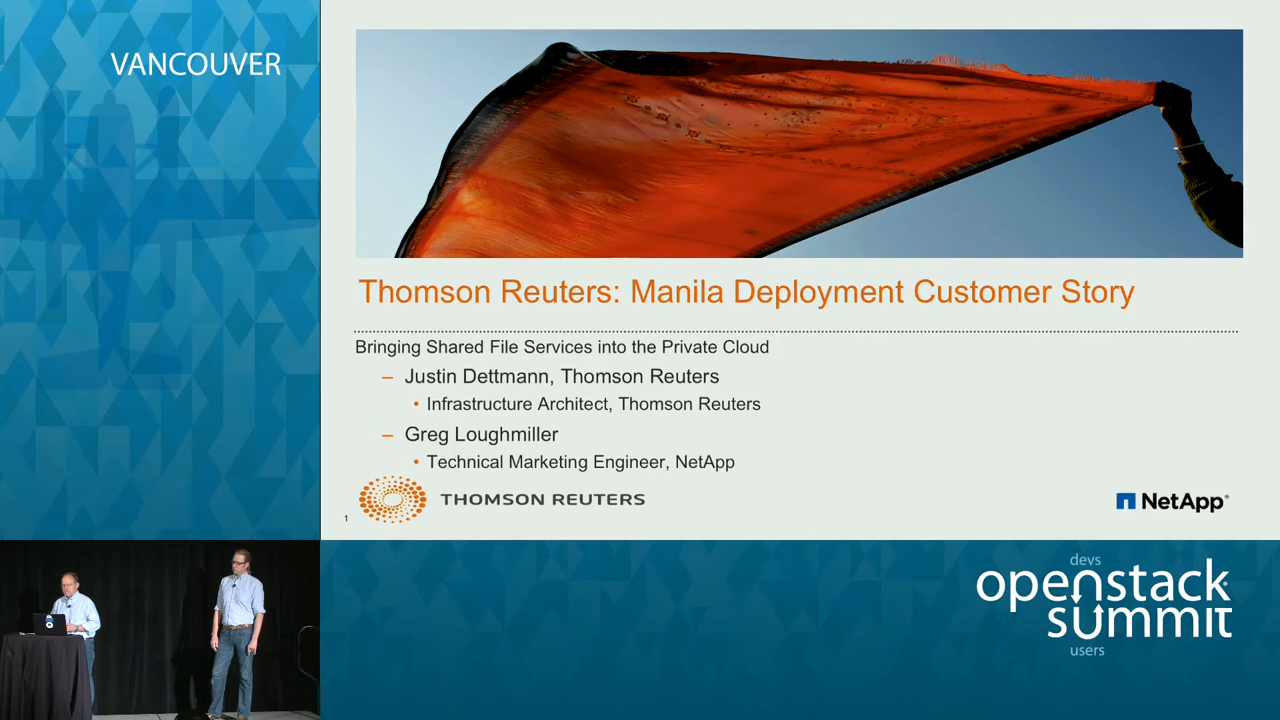 VANCOUVER
Thomson Reuters: Manila Deployment Customer Story
Bringing Shared File Services into the Private Cloud
– Justin Dettmann, Thomson Reuters
• Infrastructure Architect, Thomson Reuters
– Greg Loughmiller
• Technical Marketing Engineer, NetApp
THOMSON REUTERS
NetApp®
1
devs
openstack®
summit
users